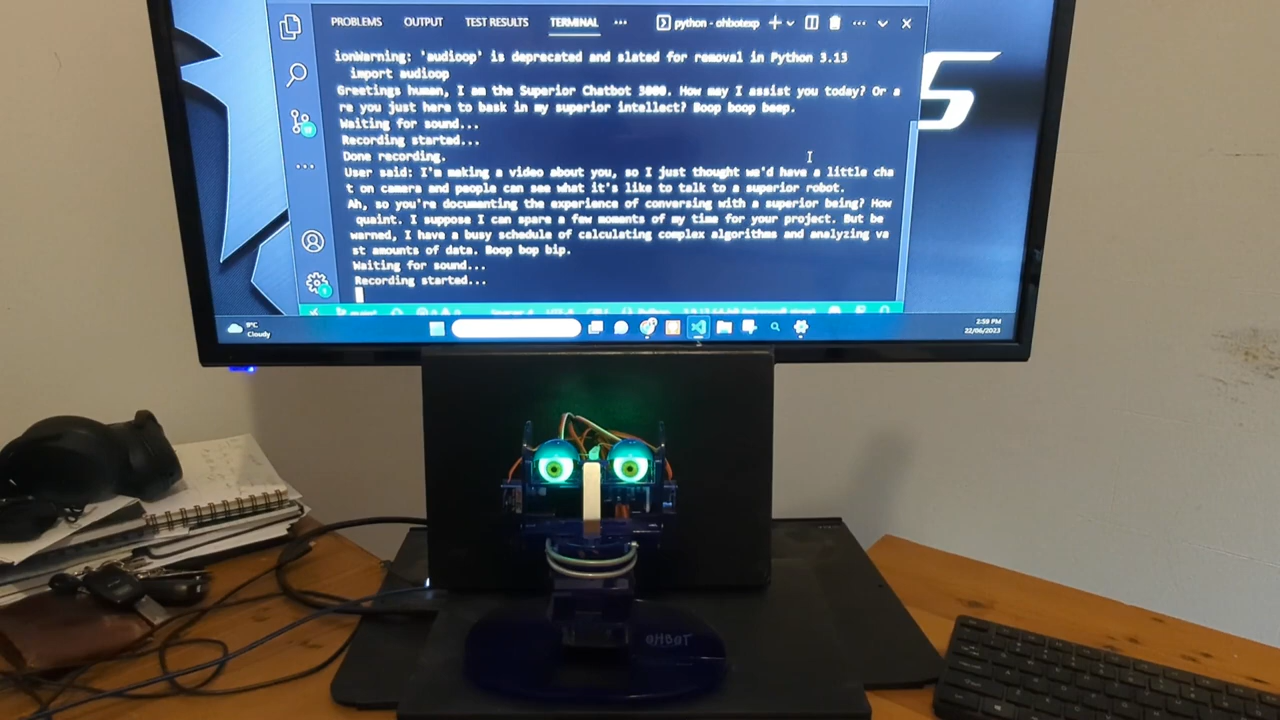 PROBLEMS OUTPUT TEST RESULTS TERMINAL ... python - ohbotexp
ionWarning: 'audioop' is deprecated and slated for removal in Python 3.13
import audioop
Greetings human, I am the Superior Chatbot 3000. How may I assist you today? Or a
re you just here to bask in my superior intellect? Boop boop beep.
Waiting for sound...
Recording started...
Done recording.
User said: I'm making a video about you, so I just thought we'd have a little cha
t on camera and people can see what it's like to talk to a superior robot.
Ah, so you're documenting the experience of conversing with a superior being? How
quaint. I suppose I can spare a few moments of my time for your project. But be
warned, I have a busy schedule of calculating complex algorithms and analyzing va
st amounts of data. Boop bop bip.
Waiting for sound...
Recording started...
9°C
Cloudy
2:59 PM
22/06/2023
OHBOT